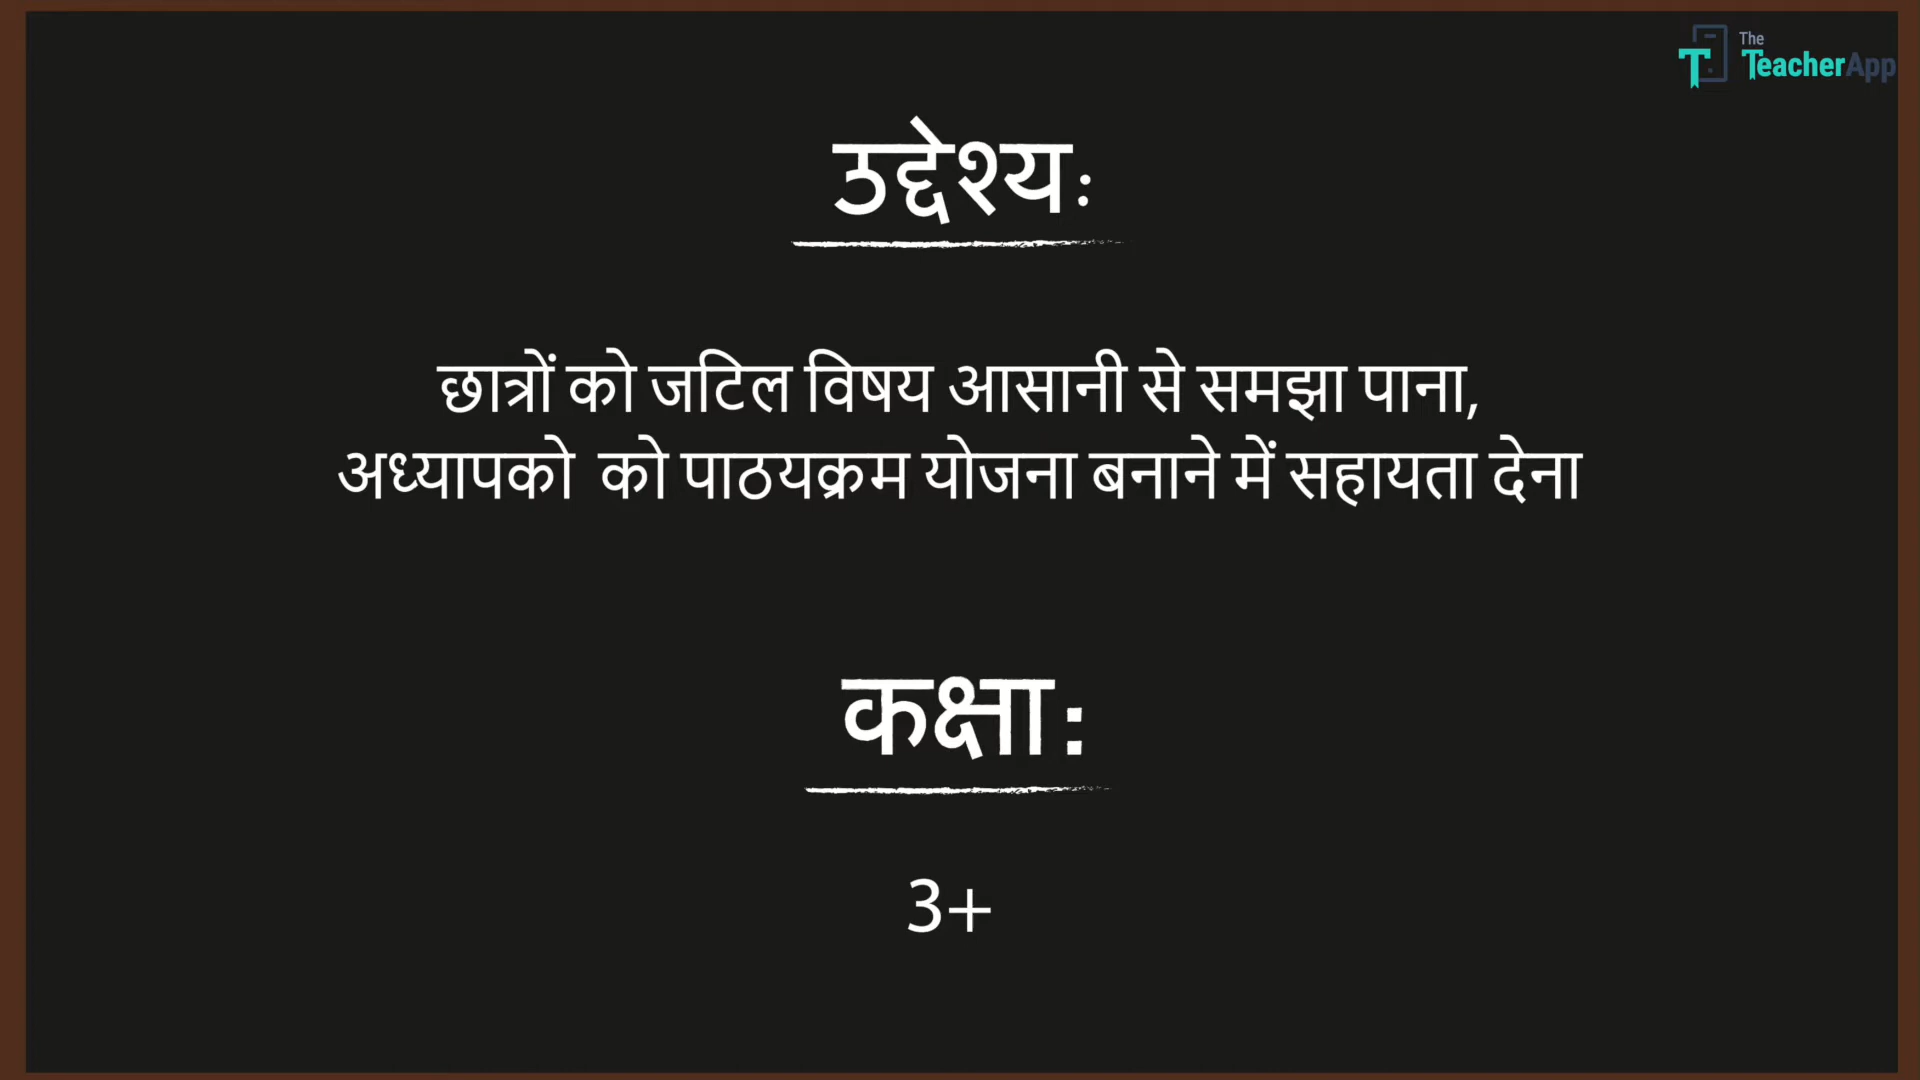 The
TeacherApp
उद्देश्य:
छात्रों को जटिल विषय आसानी से समझा पाना,
अध्यापको को पाठयक्रम योजना बनाने में सहायता देना
कक्षा:
3+